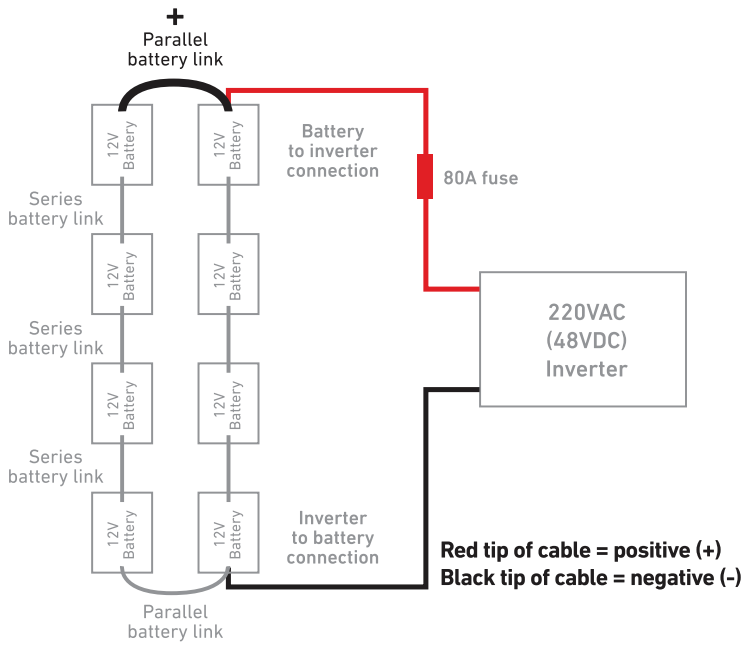 +
Parallel
battery link
12V
Battery
12V
Battery
Battery
to inverter
connection
80A fuse
Series
battery link
12V
Battery
12V
Battery
220VAC
(48VDC)
Inverter
Series
battery link
12V
Battery
12V
Battery
Series
battery link
12V
Battery
12V
Battery
Inverter
to battery
connection
Red tip of cable = positive (+)
Black tip of cable = negative (-)
Parallel
battery link